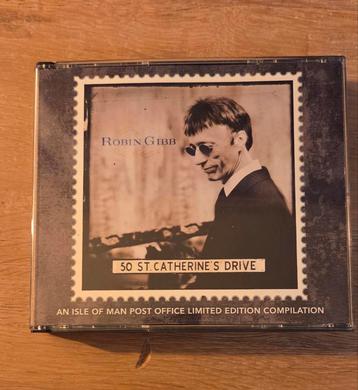 ROBIN GIBB
50 ST. CATHERINE'S DRIVE
AN ISLE OF MAN POST OFFICE LIMITED EDITION COMPILATION